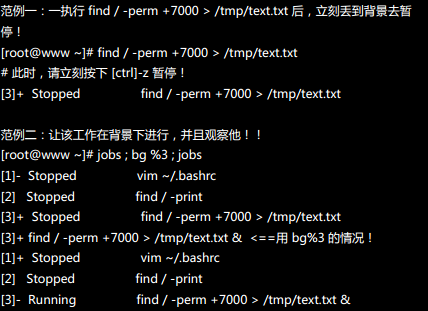 范例一：一执行 find / -perm +7000 > /tmp/text.txt 后，立刻丢到背景去暂
停！
[root@www ~]# find / -perm +7000 > /tmp/text.txt
# 此时，请立刻按下 [ctrl]-z 暂停！
[3]+  Stopped                 find / -perm +7000 > /tmp/text.txt
范例二：让该工作在背景下进行，并且观察他！！
[root@www ~]# jobs ; bg %3 ; jobs
[1]-  Stopped                 vim ~/.bashrc
[2]   Stopped                 find / -print
[3]+  Stopped                 find / -perm +7000 > /tmp/text.txt
[3]+ find / -perm +7000 > /tmp/text.txt &  <==用 bg%3 的情况！
[1]+  Stopped                 vim ~/.bashrc
[2]   Stopped                 find / -print
[3]-  Running                 find / -perm +7000 > /tmp/text.txt &